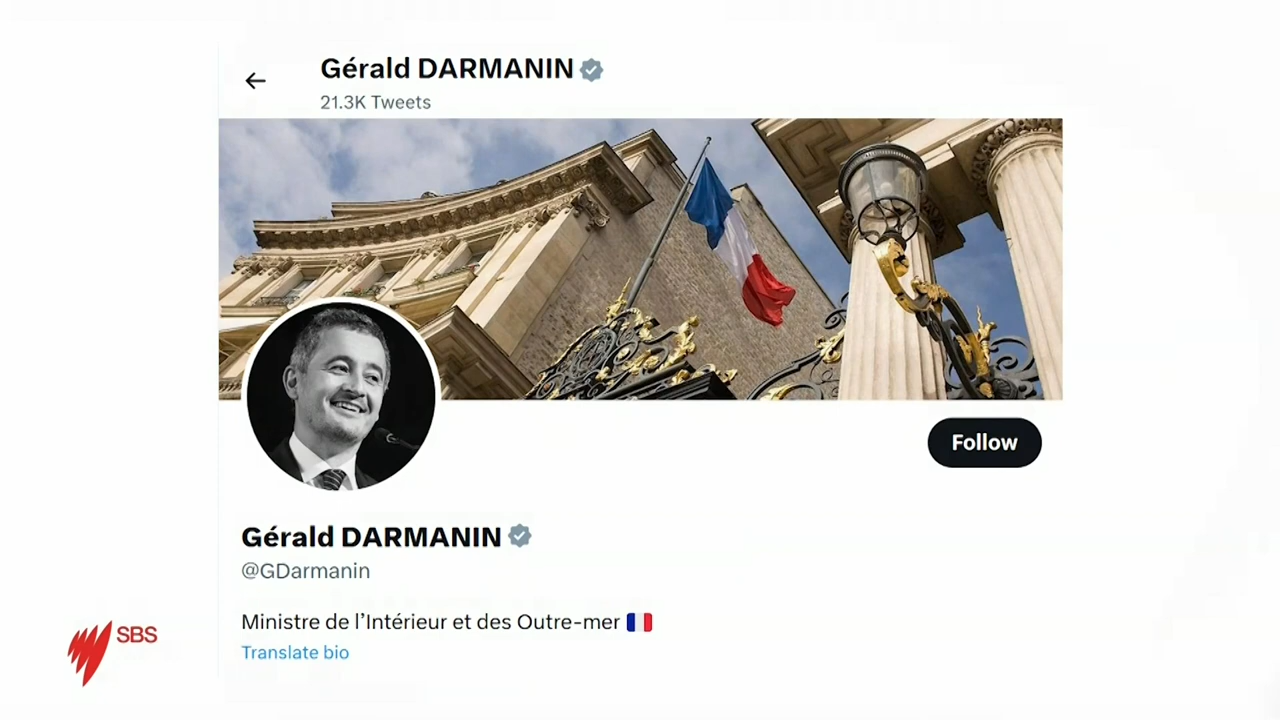 Gérald DARMANIN
21.3K Tweets
Follow
Gérald DARMANIN
@GDarmanin
Ministre de l'Intérieur et des Outre-mer
Translate bio
SBS